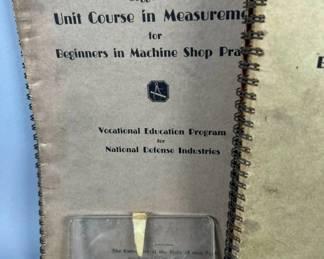 Unit Course in Measurem
for
Beginners in Machine Shop Pra
Vocational Education Program
for
National Defense Industries